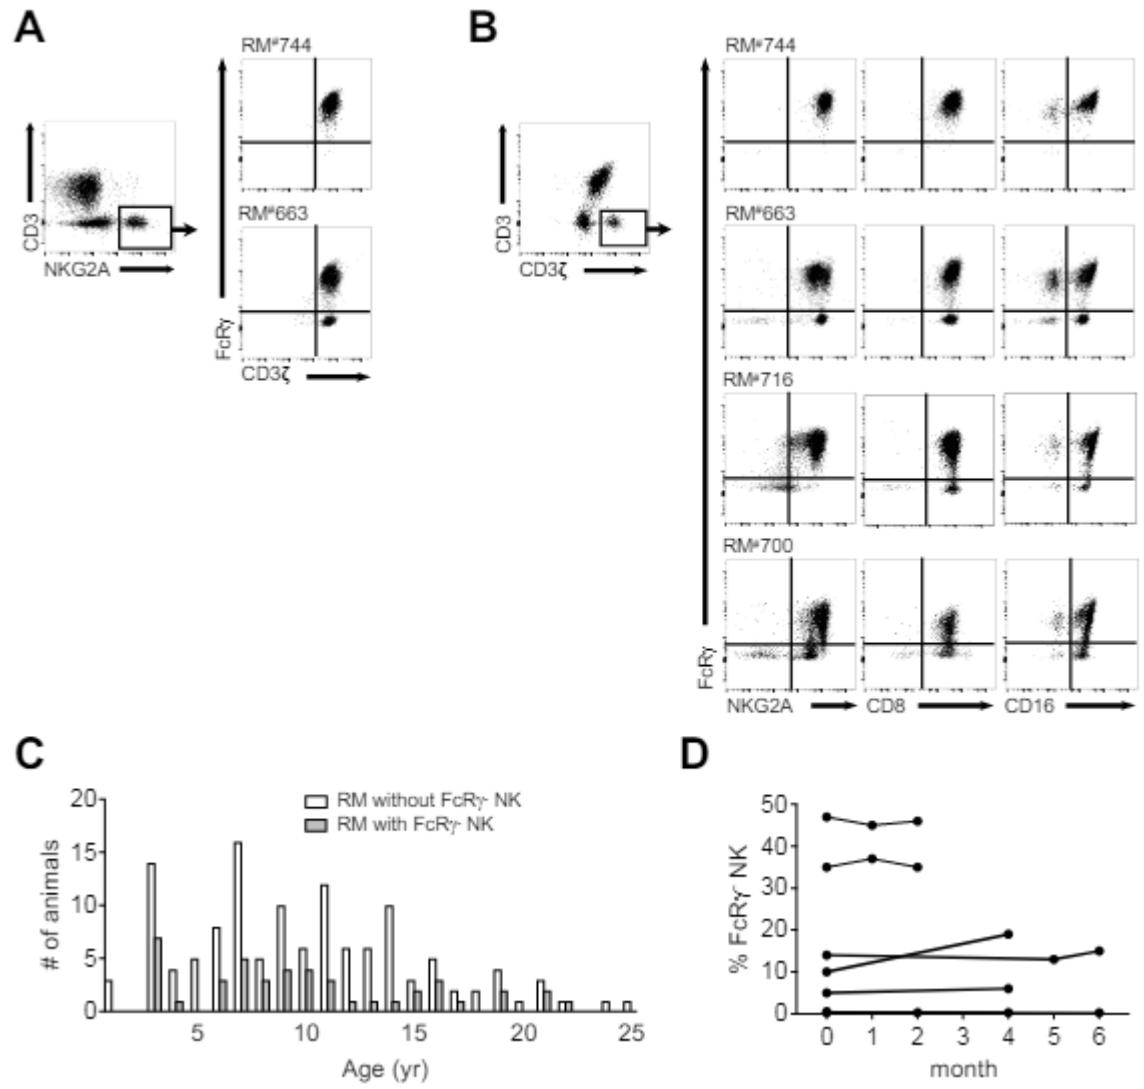 A
RM#744
CD3
NKG2A
RM#663
FcRγ
CD3ζ
B
RM#744
CD3
CD3ζ
RM#663
RM#716
RM#700
FcRγ
NKG2A
CD8
CD16
C
20
15
10
5
0
# of animals
RM without FcRγ- NK
RM with FcRγ- NK
5
10
15
20
25
Age (yr)
D
50
40
30
20
10
0
% FcRγ- NK
0
1
2
3
4
5
6
month